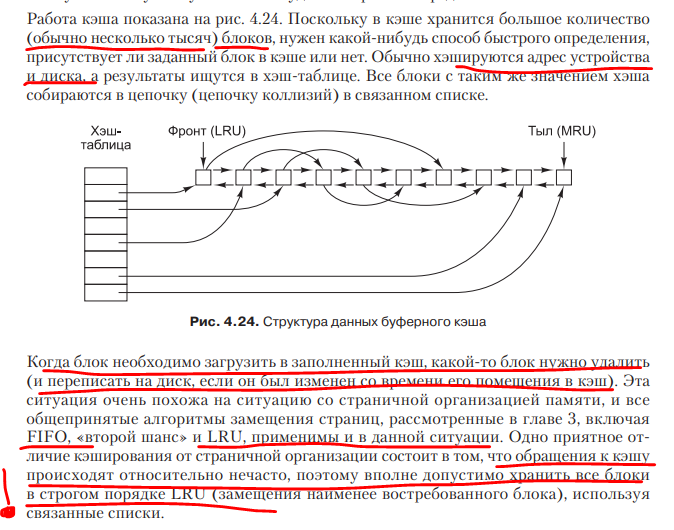 Работа кэша показана на рис. 4.24. Поскольку в кэше хранится большое количество
(обычно несколько тысяч) блоков, нужен какой-нибудь способ быстрого определения,
присутствует ли заданный блок в кэше или нет. Обычно хэшируются адрес устройства
и диска, а результаты ищутся в хэш-таблице. Все блоки с таким же значением хэша
собираются в цепочку (цепочку коллизий) в связанном списке.
Хэш-
таблица
Фронт (LRU)
Тыл (MRU)
Рис. 4.24. Структура данных буферного кэша
Когда блок необходимо загрузить в заполненный кэш, какой-то блок нужно удалить
(и переписать на диск, если он был изменен со времени его помещения в кэш). Эта
ситуация очень похожа на ситуацию со страничной организацией памяти, и все
общепринятые алгоритмы замещения страниц, рассмотренные в главе 3, включая
FIFO, «второй шанс» и LRU, применимы и в данной ситуации. Одно приятное от-
личие кэширования от страничной организации состоит в том, что обращения к кэшу
происходят относительно нечасто, поэтому вполне допустимо хранить все блоки
в строгом порядке LRU (замещения наименее востребованного блока), используя
связанные списки.